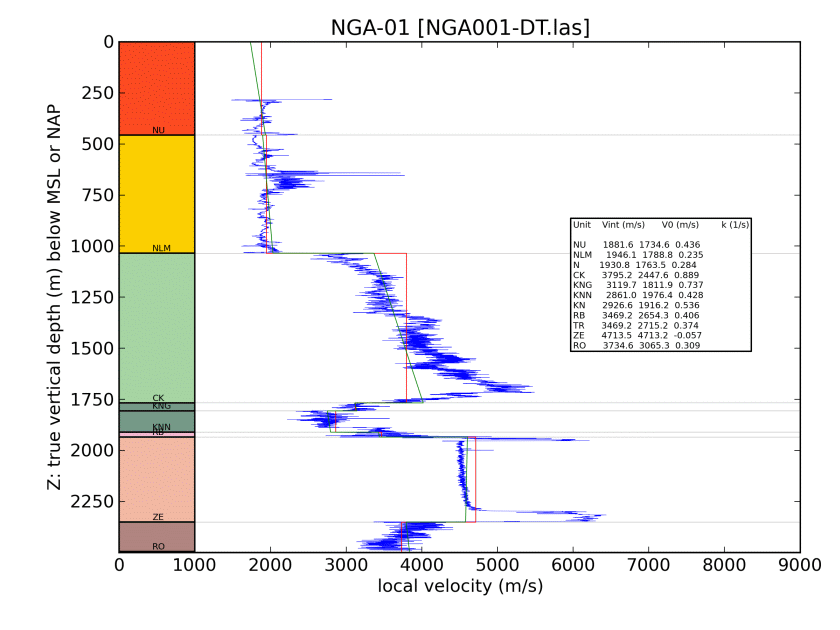 NGA-01 [NGA001-DT.las]
0
250
500
750
1000
1250
1500
1750
2000
2250
Z: true vertical depth (m) below MSL or NAP
NU
NLM
CK
KNG
KNN
RB
ZE
RO
Unit Vint (m/s) V0 (m/s) k (1/s)
NU 1881.6 1734.6 0.436
NLM 1946.1 1788.8 0.235
N 1930.8 1763.5 0.284
CK 3795.2 2447.6 0.889
KNG 3119.7 1811.9 0.737
KNN 2861.0 1976.4 0.428
KN 2926.6 1916.2 0.536
RB 3469.2 2654.3 0.406
TR 3469.2 2715.2 0.374
ZE 4713.5 4713.2 -0.057
RO 3734.6 3065.3 0.309
0 1000 2000 3000 4000 5000 6000 7000 8000 9000
local velocity (m/s)